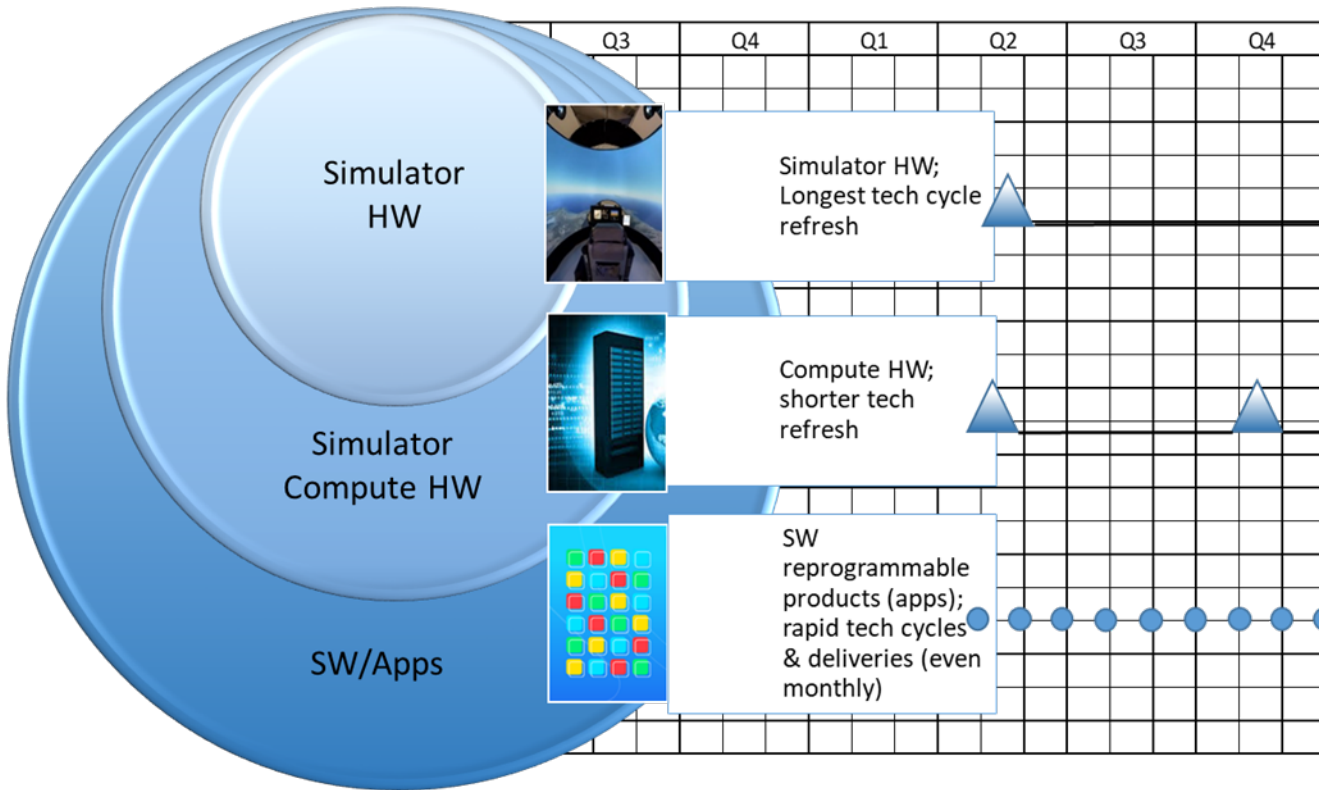 Q3 Q4 Q1 Q2 Q3 Q4
Simulator
HW
Simulator HW;
Longest tech cycle
refresh
Simulator
Compute HW
Compute HW;
shorter tech
refresh
SW/Apps
SW
reprogrammable
products (apps);
rapid tech cycles
& deliveries (even
monthly)